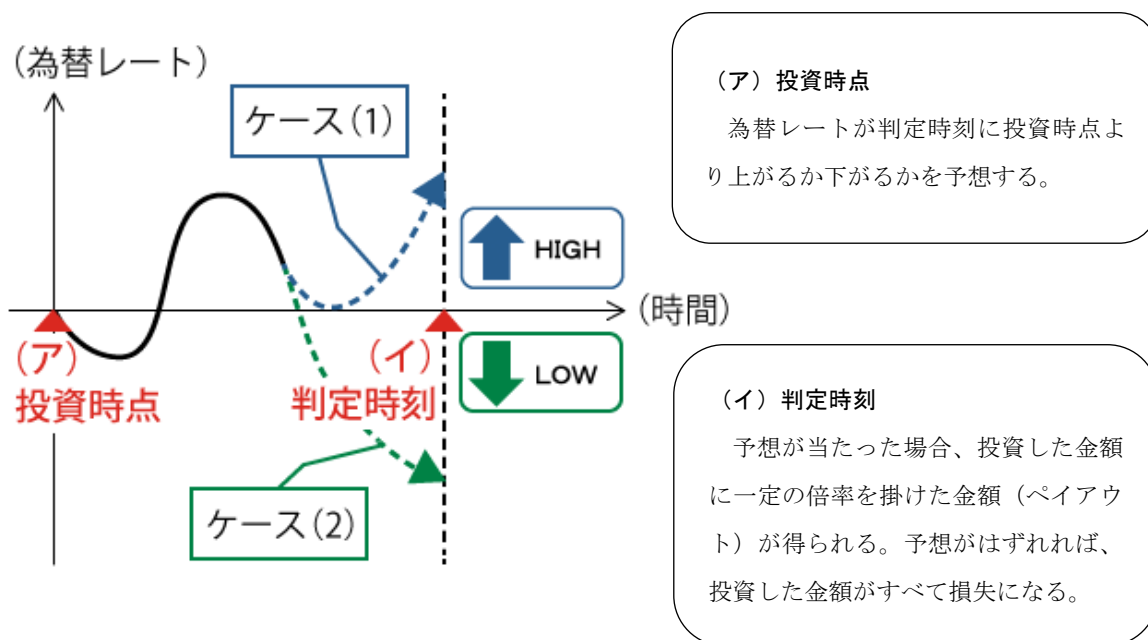 (為替レート)
ケース(1)
HIGH
(時間)
LOW
(ア)
投資時点
(イ)
判定時刻
ケース(2)
(ア)投資時点
為替レートが判定時刻に投資時点よ
り上がるか下がるかを予想する。
(イ)判定時刻
予想が当たった場合、投資した金額
に一定の倍率を掛けた金額(ペイアウ
ト)が得られる。予想がはずれれば、
投資した金額がすべて損失になる。